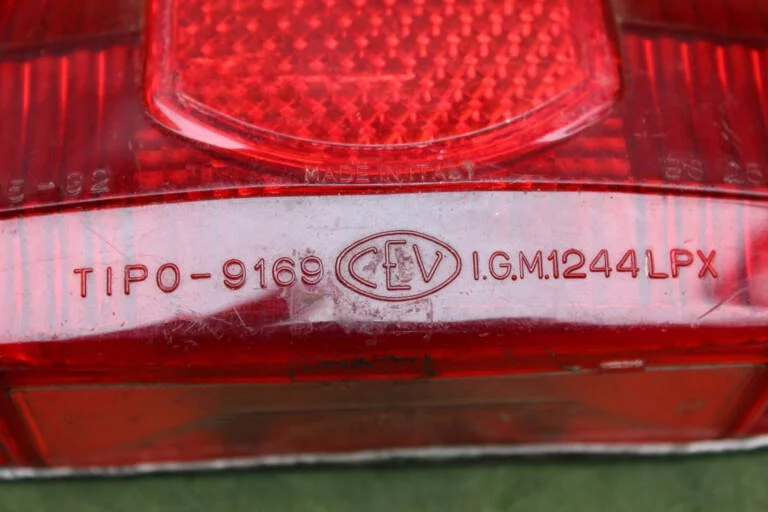 MADE IN ITALY
TIPO-9169 CEV I.G.M.1244LPX